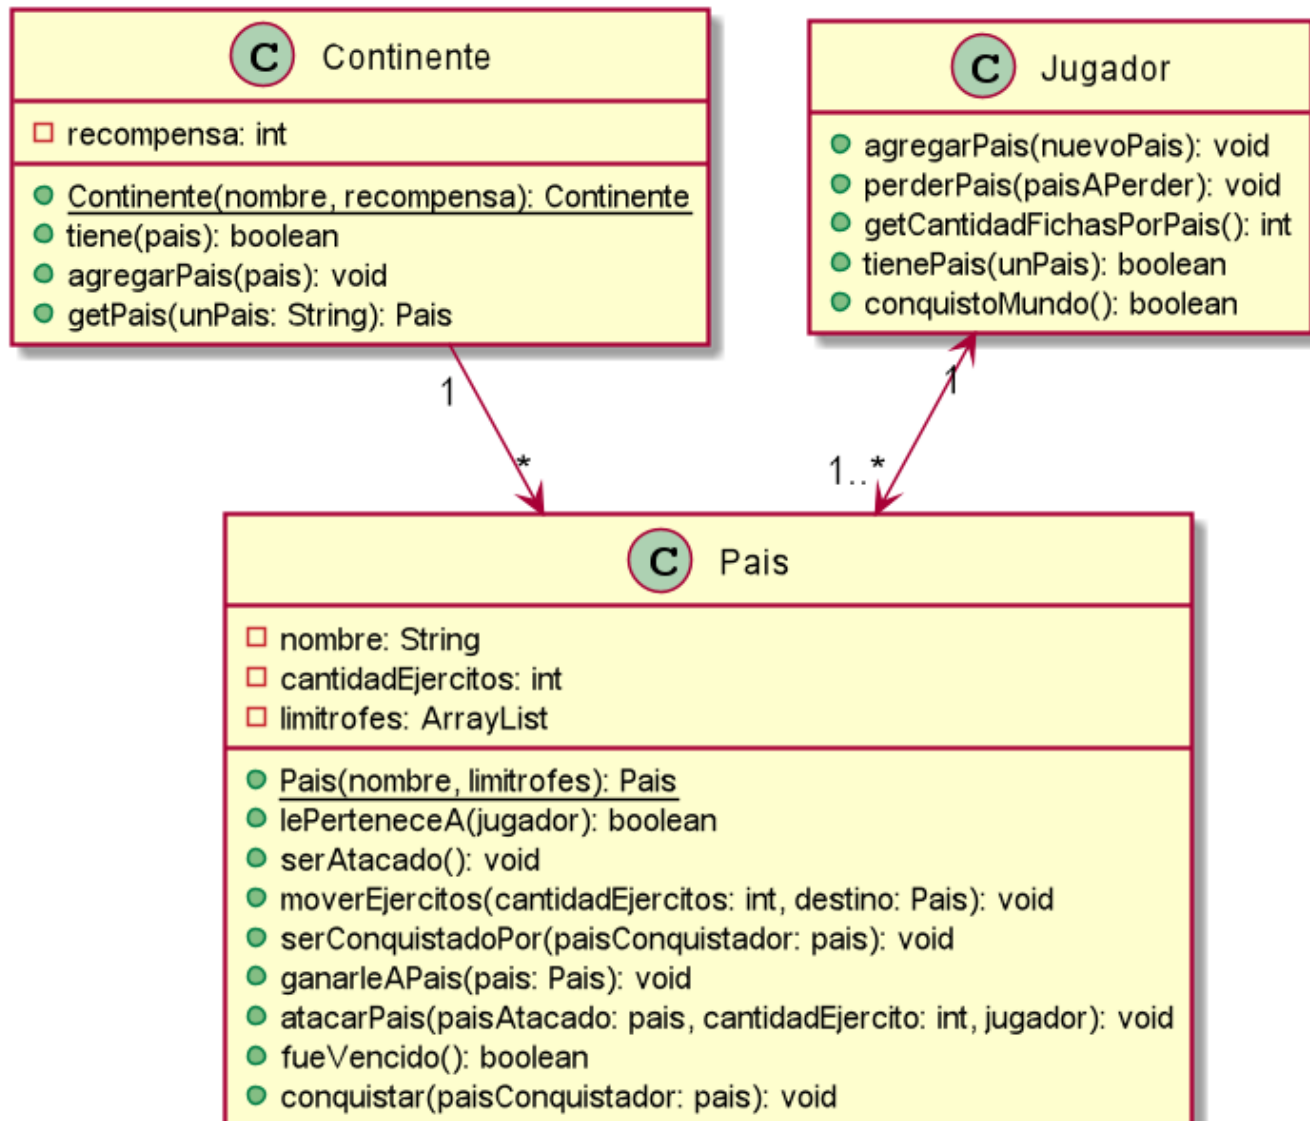 C Continente
recompensa: int
Continente(nombre, recompensa): Continente
tiene(pais): boolean
agregarPais(pais): void
getPais(unPais: String): Pais
C Jugador
agregarPais(nuevoPais): void
perderPais(paisAPerder): void
getCantidadFichasPorPais(): int
tienePais(unPais): boolean
conquistoMundo(): boolean
1
*
1
1..*
C Pais
nombre: String
cantidadEjercitos: int
limitrofes: ArrayList
Pais(nombre, limitrofes): Pais
lePerteneceA(jugador): boolean
serAtacado(): void
moverEjercitos(cantidadEjercitos: int, destino: Pais): void
serConquistadoPor(paisConquistador: pais): void
ganarleAPais(pais: Pais): void
atacarPais(paisAtacado: pais, cantidadEjercito: int, jugador): void
fueVencido(): boolean
conquistar(paisConquistador: pais): void